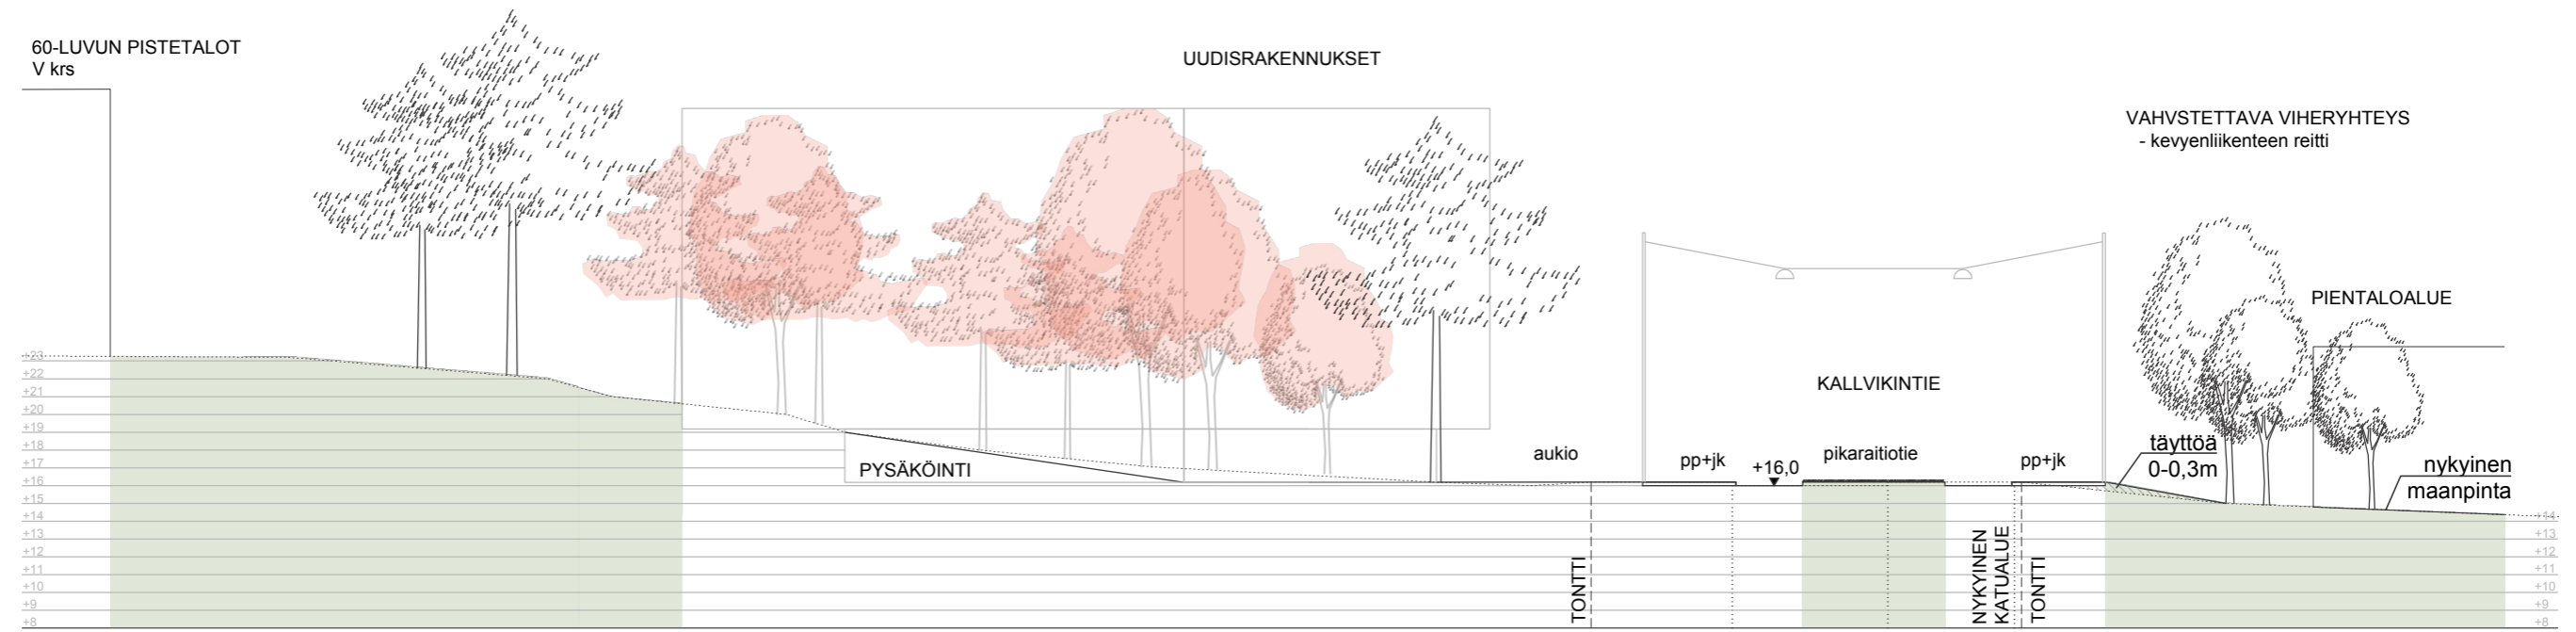 60-LUVUN PISTETALOT
V krs
UUDISRAKENNUKSET
VAHVSTETTAVA VIHERYHTEYS
- kevyenliikenteen reitti
PIENTALOALUE
KALLVIKINTIE
PYSÄKÖINTI
aukio
pp+jk
+16,0
pikaraitiotie
pp+jk
täyttöä
0-0,3m
nykyinen
maanpinta
TONTTI
NYKYINEN
KATUALUE
TONTTI
+23
+22
+21
+20
+19
+18
+17
+16
+15
+14
+13
+12
+11
+10
+9
+8
+14
+13
+12
+11
+10
+9
+8